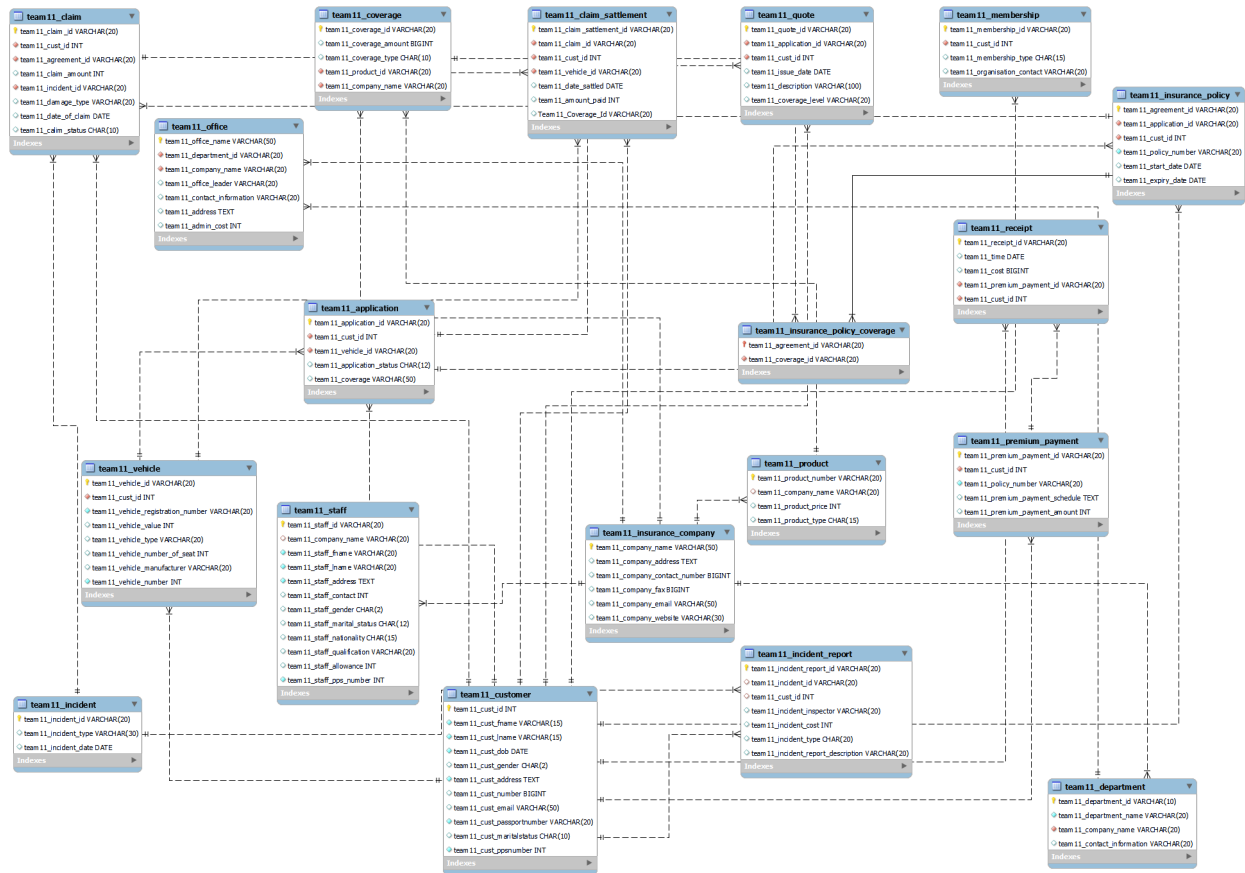 team11_claim
team11_claim_id VARCHAR(20)
team11_cust_id INT
team11_agreement_id VARCHAR(20)
team11_claim_amount INT
team11_incident_id VARCHAR(20)
team11_damage_type VARCHAR(20)
team11_date_of_claim DATE
team11_calim_status CHAR(10)
Indexes
team11_coverage
team11_coverage_id VARCHAR(20)
team11_coverage_amount BIGINT
team11_coverage_type CHAR(10)
team11_product_id VARCHAR(20)
team11_company_name VARCHAR(20)
Indexes
team11_claim_sattlement
team11_claim_sattlement_id VARCHAR(20)
team11_claim_id VARCHAR(20)
team11_cust_id INT
team11_vehicle_id VARCHAR(20)
team11_date_sattled DATE
team11_amount_paid INT
Team11_Coverage_Id VARCHAR(20)
Indexes
team11_quote
team11_quote_id VARCHAR(20)
team11_application_id VARCHAR(20)
team11_cust_id INT
team11_issue_date DATE
team11_description VARCHAR(100)
team11_coverage_level VARCHAR(20)
Indexes
team11_membership
team11_membership_id VARCHAR(20)
team11_cust_id INT
team11_membership_type CHAR(15)
team11_organisation_contact VARCHAR(20)
Indexes
team11_insurance_policy
team11_agreement_id VARCHAR(20)
team11_application_id VARCHAR(20)
team11_cust_id INT
team11_policy_number VARCHAR(20)
team11_start_date DATE
team11_expiry_date DATE
Indexes
team11_office
team11_office_name VARCHAR(50)
team11_department_id VARCHAR(20)
team11_company_name VARCHAR(20)
team11_office_leader VARCHAR(20)
team11_contact_information VARCHAR(20)
team11_address TEXT
team11_admin_cost INT
Indexes
team11_receipt
team11_receipt_id VARCHAR(20)
team11_time DATE
team11_cost BIGINT
team11_premium_payment_id VARCHAR(20)
team11_cust_id INT
Indexes
team11_application
team11_application_id VARCHAR(20)
team11_cust_id INT
team11_vehicle_id VARCHAR(20)
team11_application_status CHAR(12)
team11_coverage VARCHAR(50)
Indexes
team11_insurance_policy_coverage
team11_agreement_id VARCHAR(20)
team11_coverage_id VARCHAR(20)
Indexes
team11_vehicle
team11_vehicle_id VARCHAR(20)
team11_cust_id INT
team11_vehicle_registration_number VARCHAR(20)
team11_vehicle_value INT
team11_vehicle_type VARCHAR(20)
team11_vehicle_number_of_seat INT
team11_vehicle_manufacturer VARCHAR(20)
team11_vehicle_number INT
Indexes
team11_staff
team11_staff_id VARCHAR(20)
team11_company_name VARCHAR(20)
team11_staff_fname VARCHAR(20)
team11_staff_lname VARCHAR(20)
team11_staff_address TEXT
team11_staff_contact INT
team11_staff_gender CHAR(2)
team11_staff_marital_status CHAR(12)
team11_staff_nationality CHAR(15)
team11_staff_qualification VARCHAR(20)
team11_staff_allowance INT
team11_staff_pps_number INT
Indexes
team11_product
team11_product_number VARCHAR(20)
team11_company_name VARCHAR(20)
team11_product_price INT
team11_product_type CHAR(15)
Indexes
team11_premium_payment
team11_premium_payment_id VARCHAR(20)
team11_cust_id INT
team11_policy_number VARCHAR(20)
team11_premium_payment_schedule TEXT
team11_premium_payment_amount INT
Indexes
team11_insurance_company
team11_company_name VARCHAR(50)
team11_company_address TEXT
team11_company_contact_number BIGINT
team11_company_fax BIGINT
team11_company_email VARCHAR(50)
team11_company_website VARCHAR(30)
Indexes
team11_incident
team11_incident_id VARCHAR(20)
team11_incident_type VARCHAR(30)
team11_incident_date DATE
Indexes
team11_customer
team11_cust_id INT
team11_cust_fname VARCHAR(15)
team11_cust_lname VARCHAR(15)
team11_cust_dob DATE
team11_cust_gender CHAR(2)
team11_cust_address TEXT
team11_cust_number BIGINT
team11_cust_email VARCHAR(50)
team11_cust_passportnumber VARCHAR(20)
team11_cust_maritalstatus CHAR(10)
team11_cust_ppsnumber INT
Indexes
team11_incident_report
team11_incident_report_id VARCHAR(20)
team11_incident_id VARCHAR(20)
team11_cust_id INT
team11_incident_inspector VARCHAR(20)
team11_incident_cost INT
team11_incident_type CHAR(20)
team11_incident_report_description VARCHAR(20)
Indexes
team11_department
team11_department_id VARCHAR(10)
team11_department_name VARCHAR(20)
team11_company_name VARCHAR(20)
team11_contact_information VARCHAR(20)
Indexes